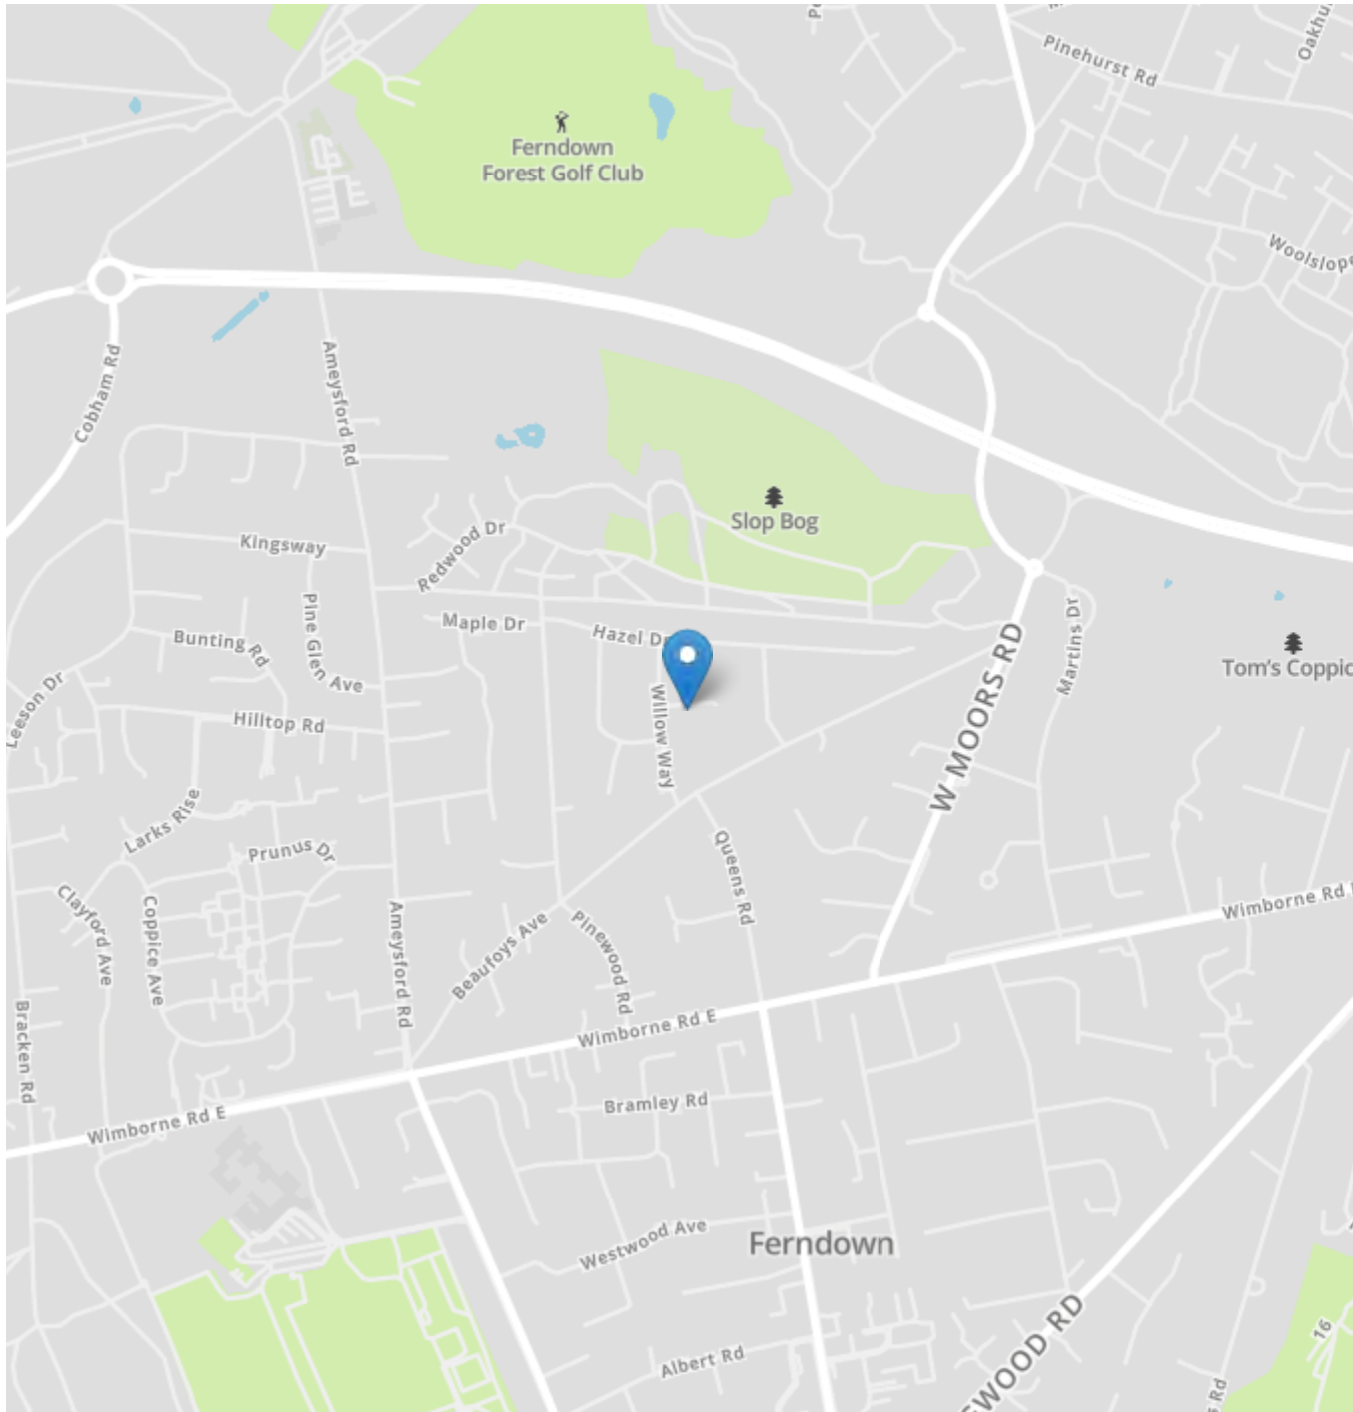 Pinehurst Rd
Ferndown
Forest Golf Club
Cobham Rd
Ameysford Rd
Slop Bog
Kingsway
Redwood Dr
Pine Glen Ave
Maple Dr
Hazel Dr
Martins Dr
Bunting Rd
Leeson Dr
Hilltop Rd
Willow Way
W MOORS RD
Larks Rise
Prunus Dr
Queens Rd
Clayford Ave
Coppice Ave
Ameysford Rd
Beaufoys Ave
Pinewood Rd
Wimborne Rd
Bracken Rd
Wimborne Rd E
Bramley Rd
Wimborne Rd E
Westwood Ave
Ferndown
Albert Rd
RD
16
Rd